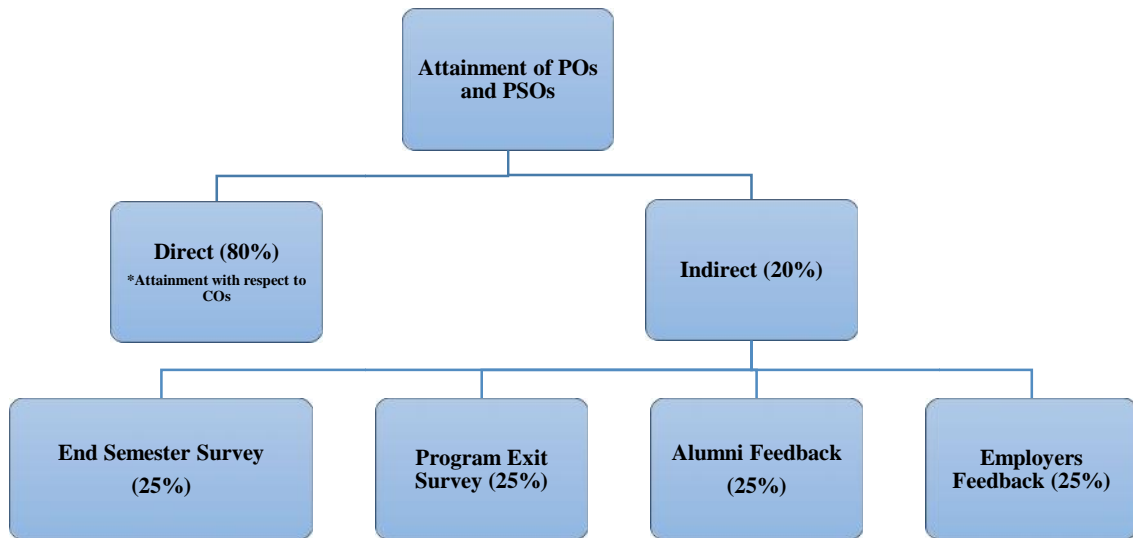 Attainment of POs
and PSOs
Direct (80%)
*Attainment with respect to
COs
Indirect (20%)
End Semester Survey
(25%)
Program Exit
Survey (25%)
Alumni Feedback
(25%)
Employers
Feedback (25%)